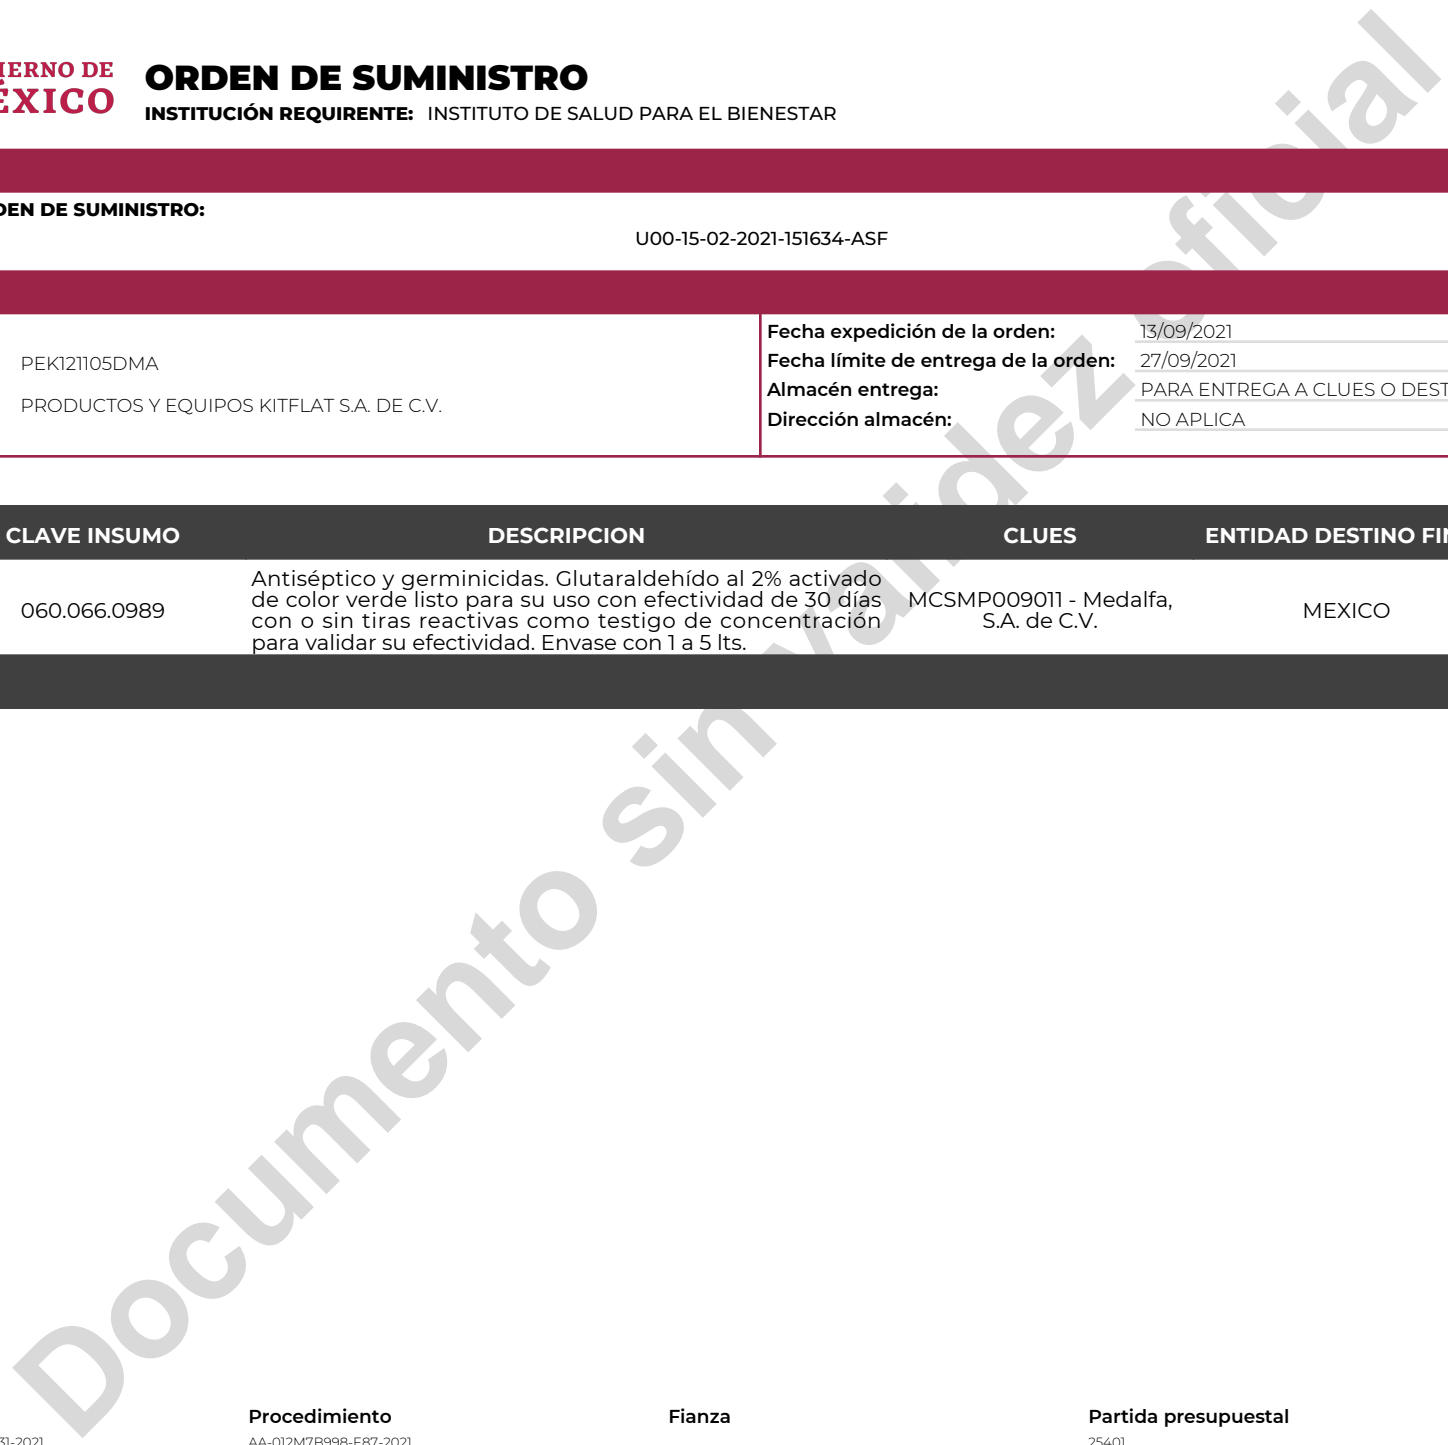 ORDEN DE SUMINISTRO
INSTITUCIÓN REQUIRENTE: INSTITUTO DE SALUD PARA EL BIENESTAR
DE SUMINISTRO:
U00-15-02-2021-151634-ASF
PEK121105DMA
PRODUCTOS Y EQUIPOS KITFLAT S.A. DE C.V.
Fecha expedición de la orden: 13/09/2021
Fecha límite de entrega de la orden: 27/09/2021
Almacén entrega: PARA ENTREGA A CLUES O DEST
Dirección almacén: NO APLICA
CLAVE INSUMO DESCRIPCION CLUES ENTIDAD DESTINO
060.066.0989
Antiséptico y germinicidas. Glutaraldehído al 2% activado
de color verde listo para su uso con efectividad de 30 días
con o sin tiras reactivas como testigo de concentración
para validar su efectividad. Envase con 1 a 5 lts.
MCSMP009011 - Medalfa,
S.A. de C.V.
MEXICO
Documento sin validez oficial
Procedimiento Fianza Partida presupuestal
AA-012M7B998-E87-2021 25401